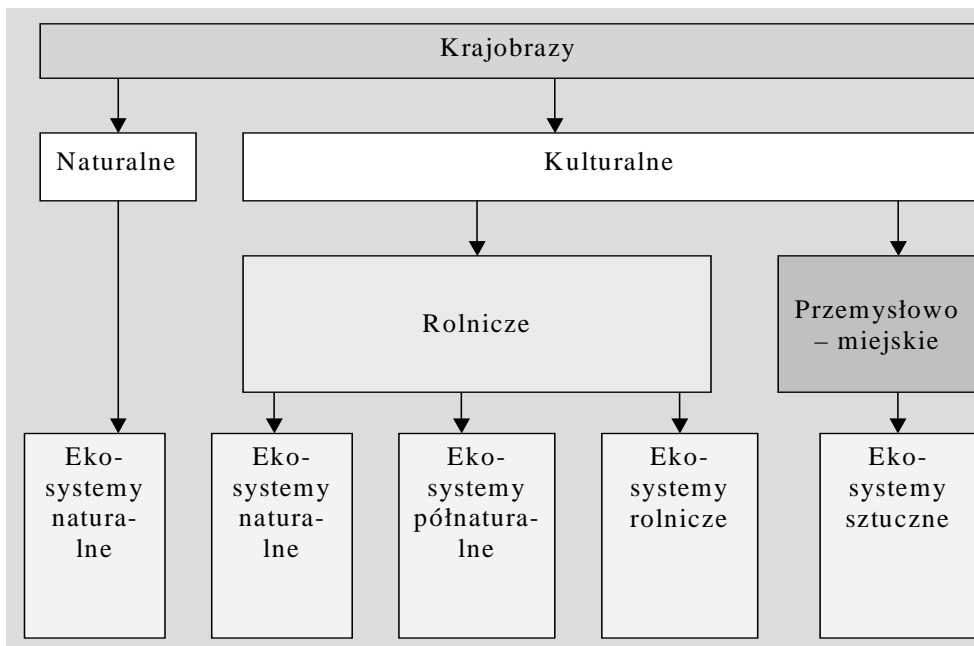 Krajobrazy
Naturalne
Kulturalne
Rolnicze
Przemysłowo
– miejskie
Eko-
systemy
natura-
lne
Eko-
systemy
natura-
lne
Eko-
systemy
półnatura-
lne
Eko-
systemy
rolnicze
Eko-
systemy
sztuczne